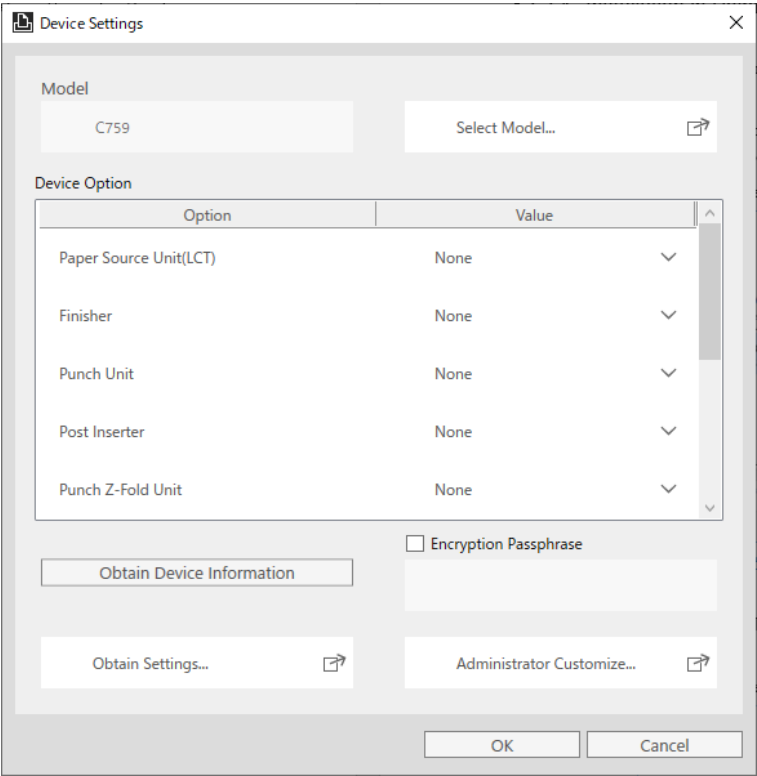 Device Settings
Model
C759
Select Model...
Device Option
Option Value
Paper Source Unit(LCT) None
Finisher None
Punch Unit None
Post Inserter None
Punch Z-Fold Unit None
Encryption Passphrase
Obtain Device Information
Obtain Settings...
Administrator Customize...
OK Cancel